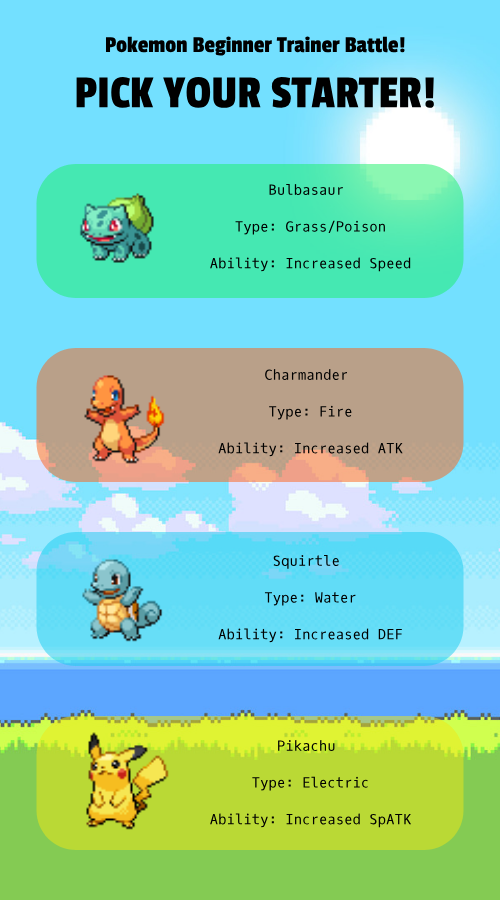 Pokemon Beginner Trainer Battle!
PICK YOUR STARTER!
Bulbasaur
Type: Grass/Poison
Ability: Increased Speed
Charmander
Type: Fire
Ability: Increased ATK
Squirtle
Type: Water
Ability: Increased DEF
Pikachu
Type: Electric
Ability: Increased SpATK